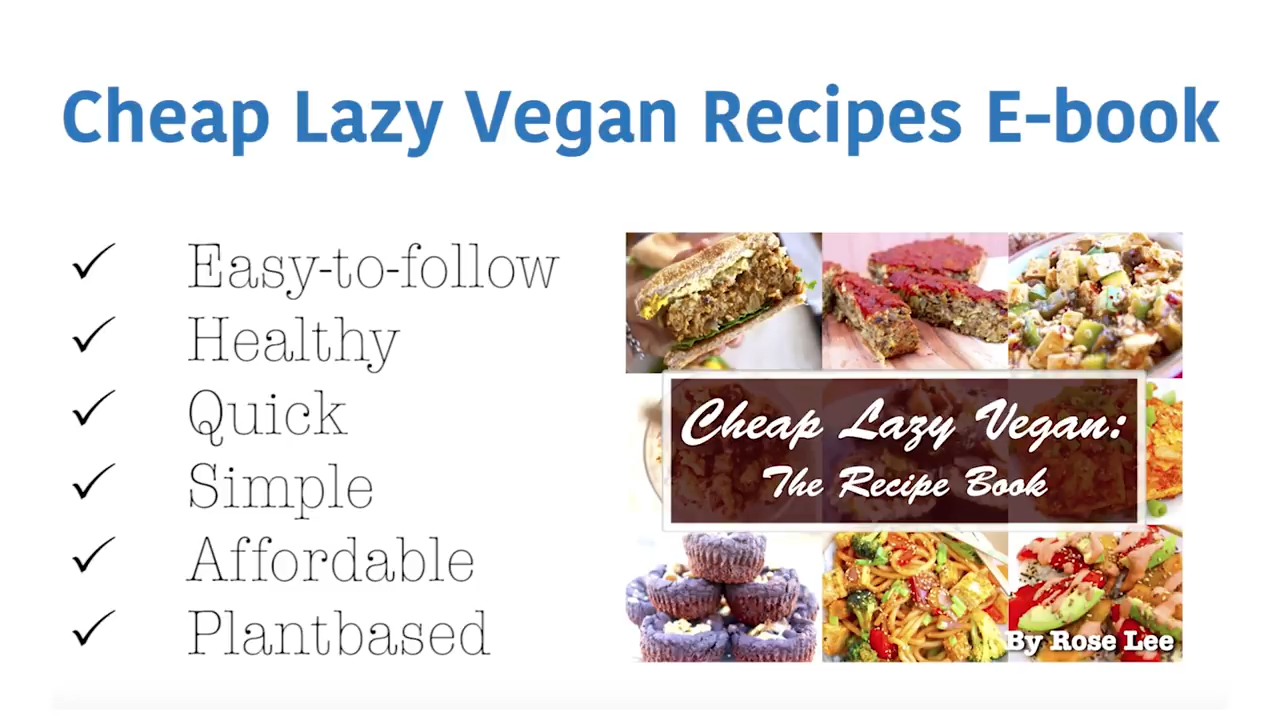 Cheap Lazy Vegan Recipes E-book
Easy-to-follow
Healthy
Quick
Simple
Affordable
Plantbased
Cheap Lazy Vegan:
The Recipe Book
By Rose Lee